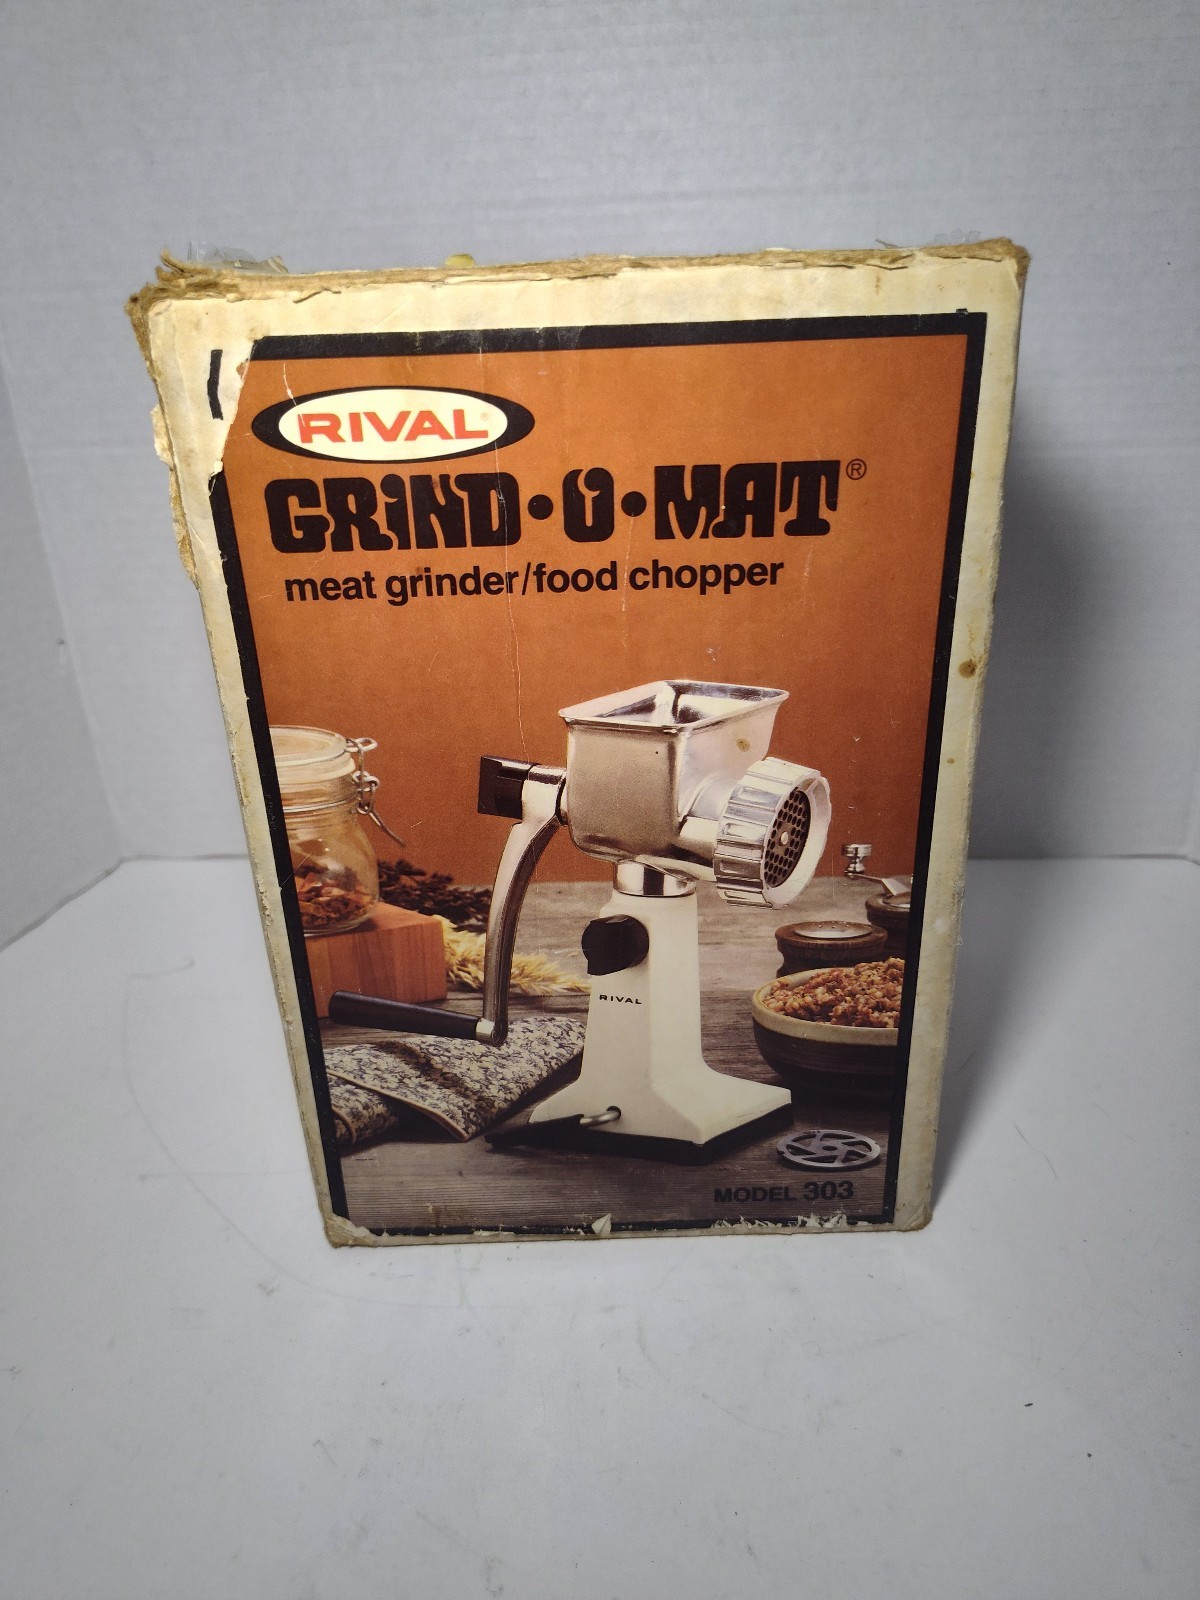 RIVAL®
GRIND•O•MAT®
meat grinder/food chopper
RIVAL
MODEL 303